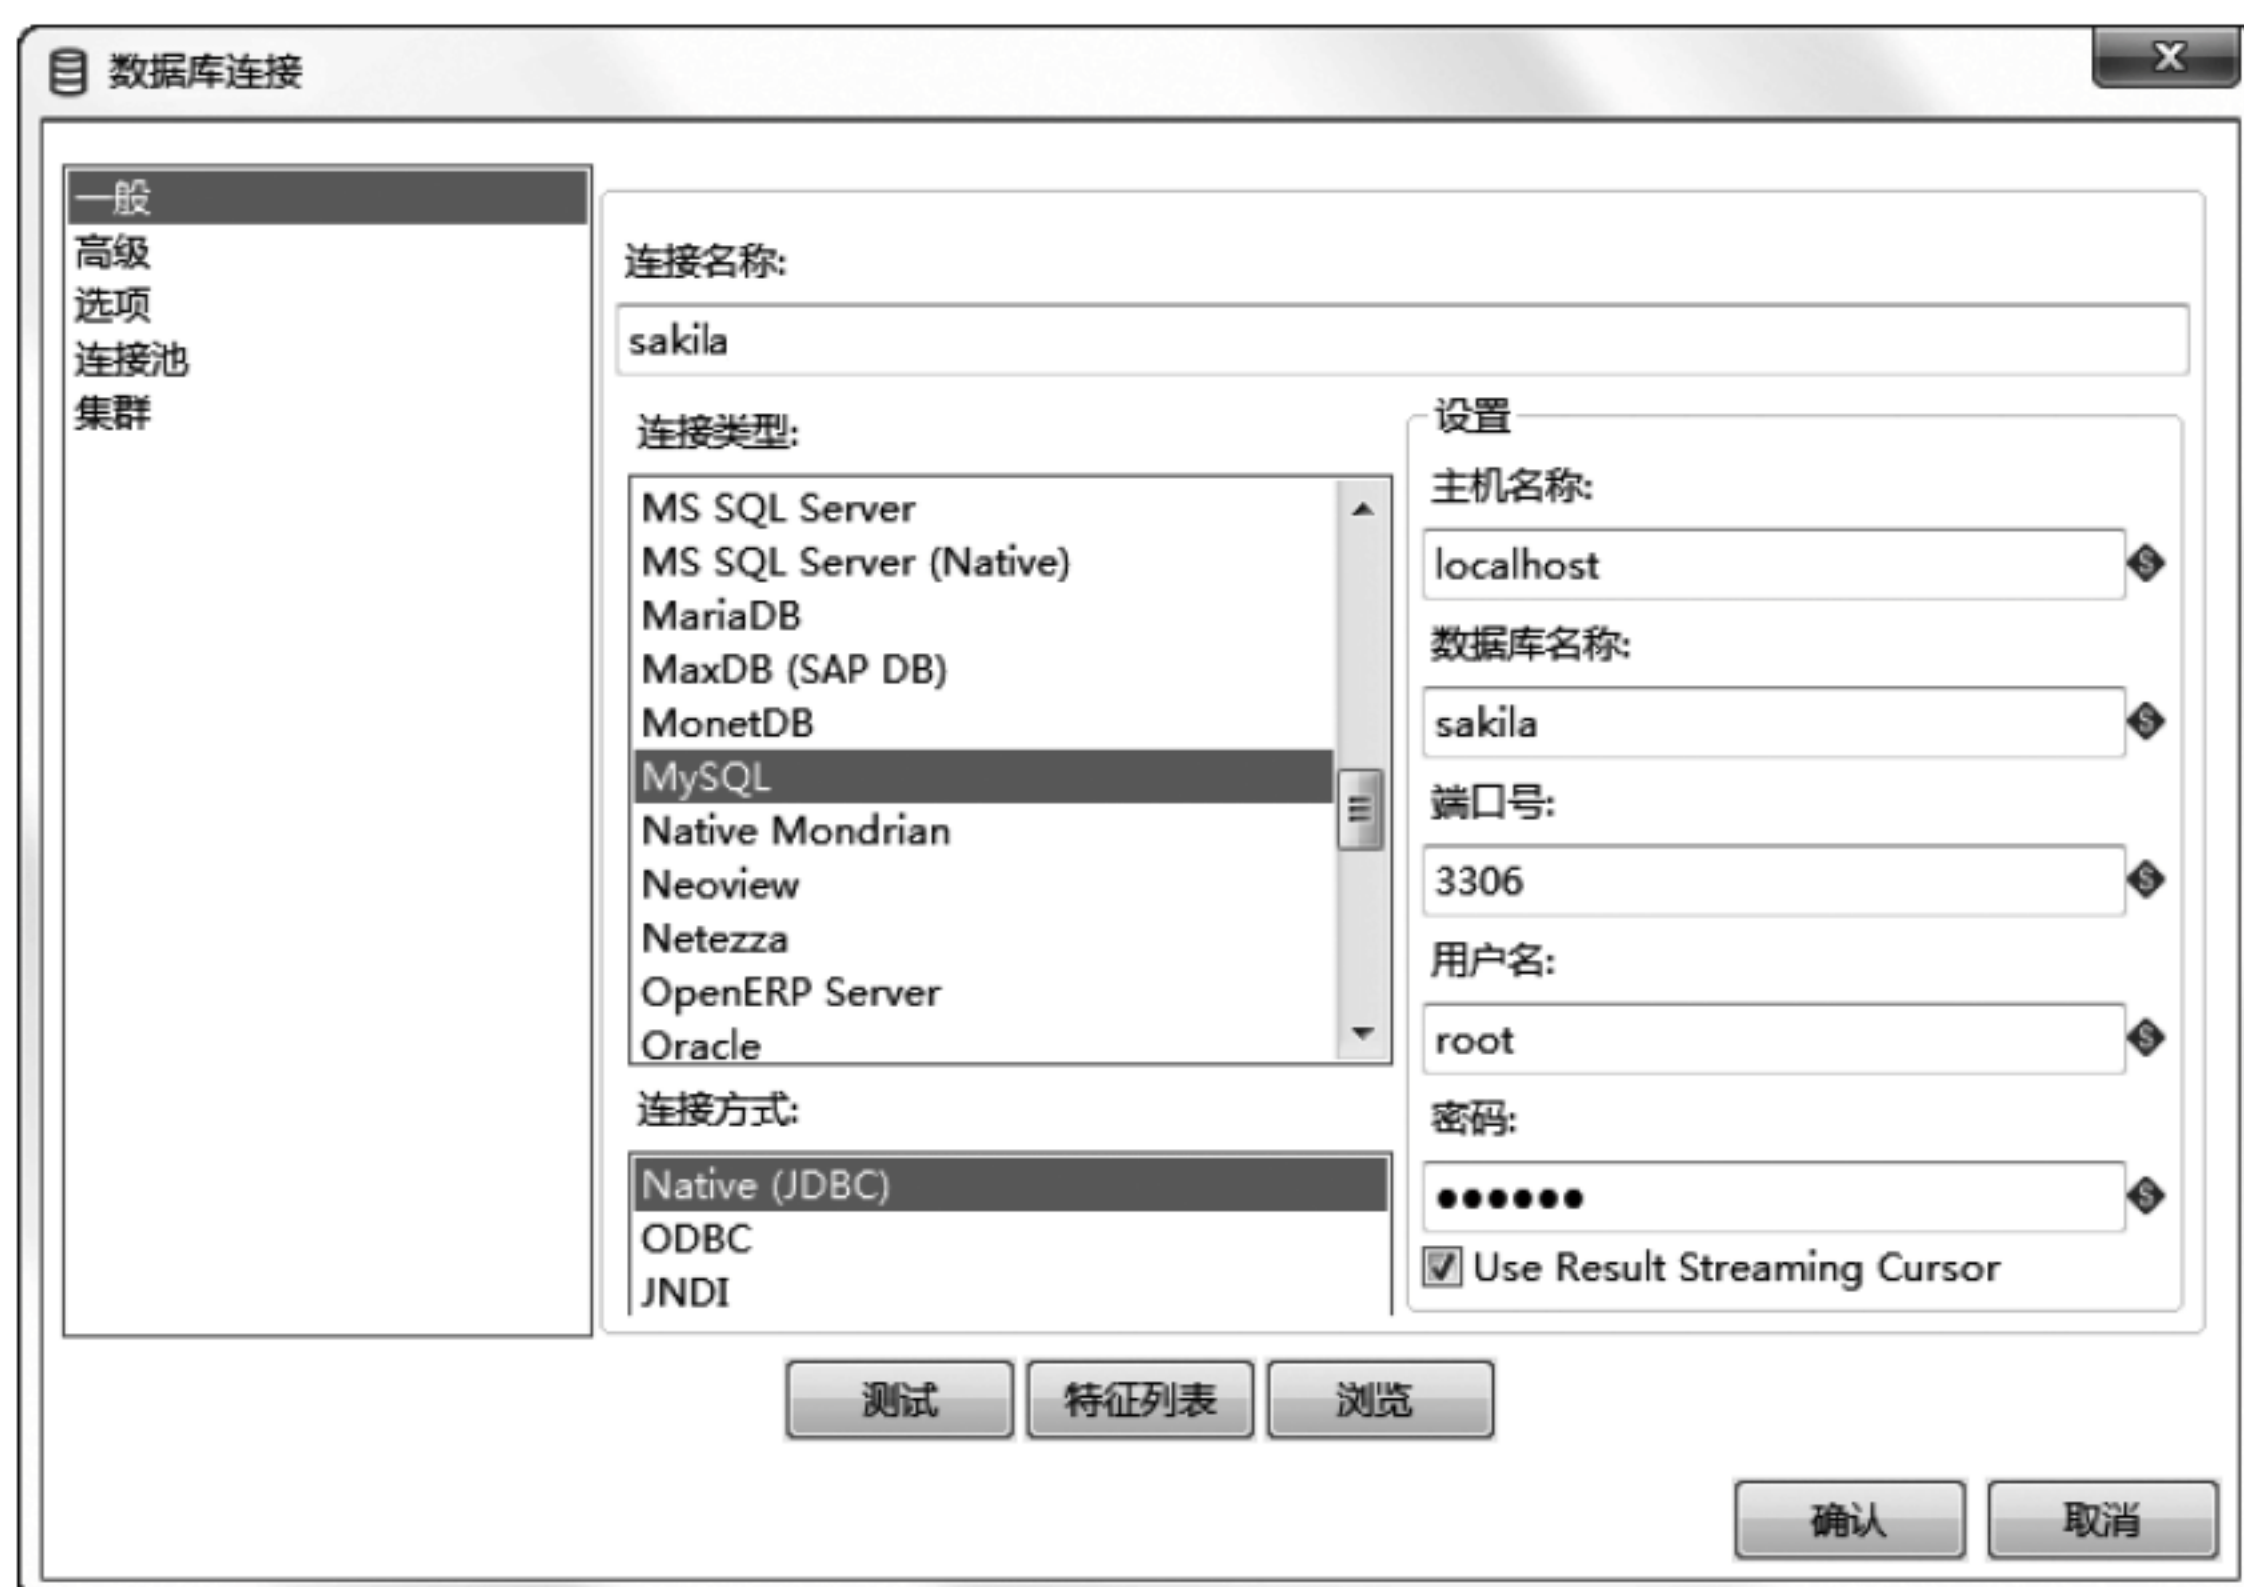 数据库连接
一般
高级
选项
连接池
集群
连接名称:
sakila
连接类型:
MS SQL Server
MS SQL Server (Native)
MariaDB
MaxDB (SAP DB)
MonetDB
MySQL
Native Mondrian
Neoview
Netezza
OpenERP Server
Oracle
连接方式:
Native (JDBC)
ODBC
JNDI
设置
主机名称:
localhost
数据库名称:
sakila
端口号:
3306
用户名:
root
密码:
●●●●●●
Use Result Streaming Cursor
测试
特征列表
浏览
确认
取消